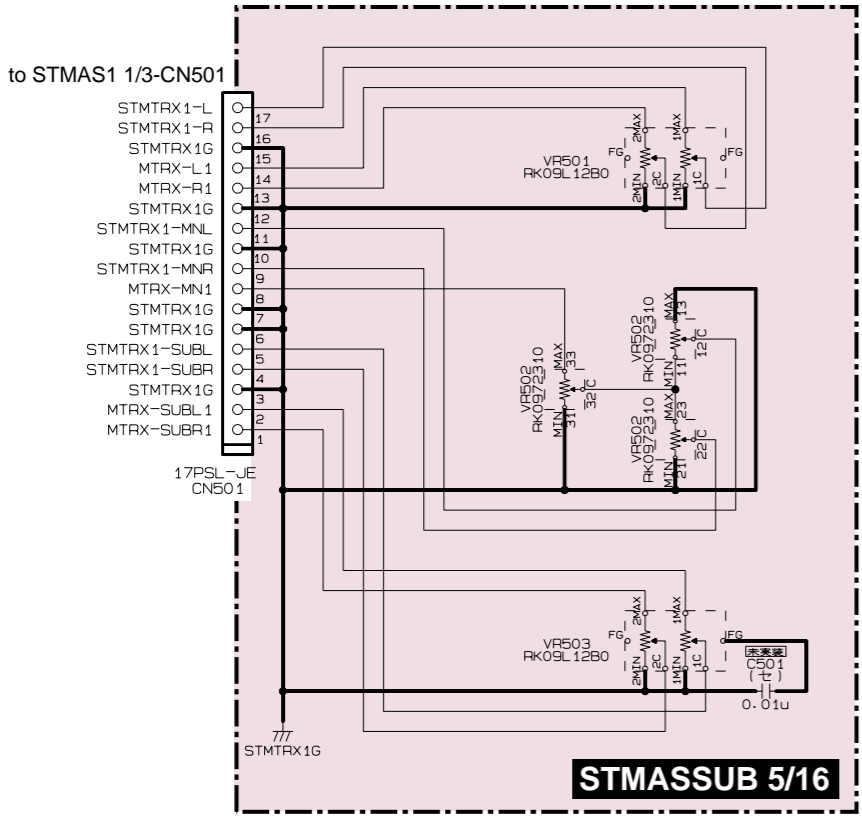 to STMAS1 1/3-CN501
STMTRX1-L
STMTRX1-R
STMTRX1G
MTRX-L1
MTRX-R1
STMTRX1G
STMTRX1-MNL
STMTRX1G
STMTRX1-MNR
MTRX-MN1
STMTRX1G
STMTRX1G
STMTRX1-SUBL
STMTRX1-SUBR
STMTRX1G
MTRX-SUBL1
MTRX-SUBR1
17
16
15
14
13
12
11
10
9
8
7
6
5
4
3
2
1
17PSL-JE
CN501
VR501
RK09L12B0
FG
2MAX
1MAX
FG
2MIN
2C
1MIN
1C
VR502
RK0972310
MAX
33
32C
MIN
31
VR502
RK0972310
MAX
13
12C
MIN
11
VR502
RK0972310
MAX
23
22C
MIN
21
VR503
RK09L12B0
FG
2MAX
1MAX
FG
2MIN
2C
1MIN
1C
未実装
C501
(セ)
0.01u
STMTRX1G
STMASSUB 5/16